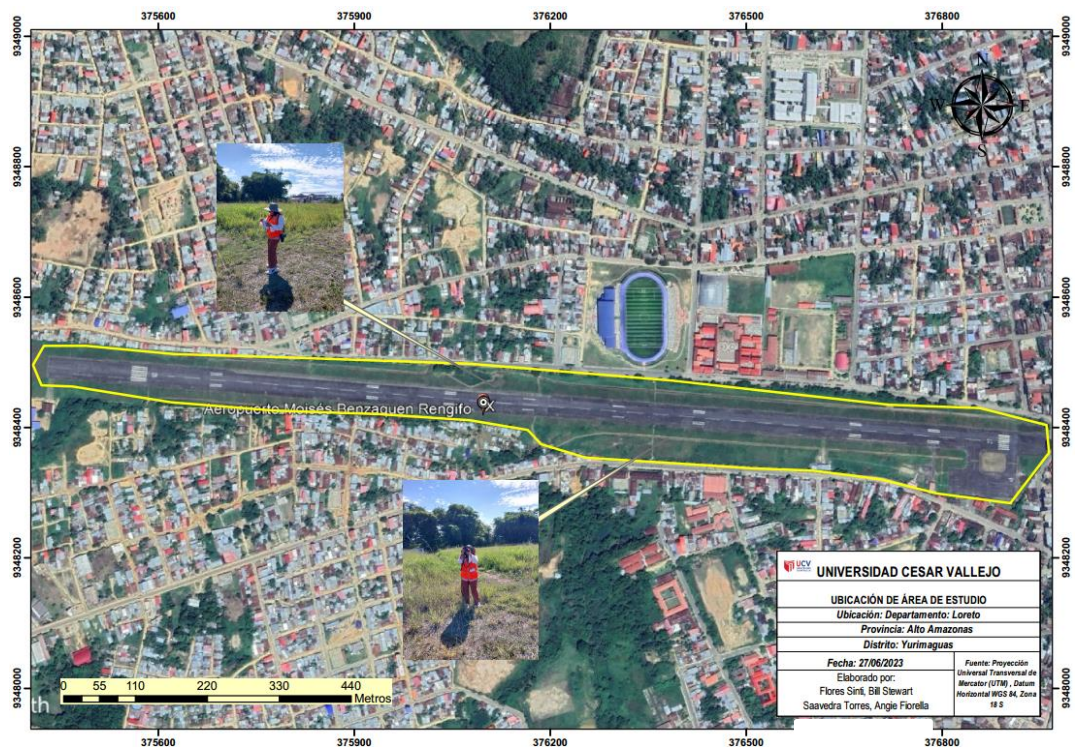 375600 375900 376200 376500 376800
9349000 9349000
N
W E
S
9348800 9348800
9348600 9348600
9348400 9348400
Aeropuerto Moisés Benzaquen Rengifo
9348200 9348200
9348000 9348000
0 55 110 220 330 440
Metros
th
UCV
UNIVERSIDAD CESAR VALLEJO
UBICACIÓN DE ÁREA DE ESTUDIO
Ubicación: Departamento: Loreto
Provincia: Alto Amazonas
Distrito: Yurimaguas
Fecha: 27/06/2023
Elaborado por:
Flores Sinti, Bill Stewart
Saavedra Torres, Angie Fiorella
Fuente: Proyección
Universal Transversal de
Mercator (UTM) , Datum
Horizontal WGS 84, Zona
18 S
375600 375900 376200 376500 376800